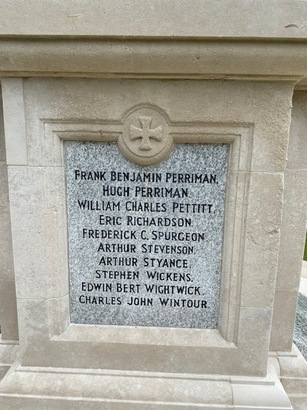 FRANK BENJAMIN PERRIMAN.
HUGH PERRIMAN.
WILLIAM CHARLES PETTITT.
ERIC RICHARDSON.
FREDERICK C. SPURGEON.
ARTHUR STEVENSON.
ARTHUR STYANCE.
STEPHEN WICKENS.
EDWIN BERT WIGHTWICK.
CHARLES JOHN WINTOUR.